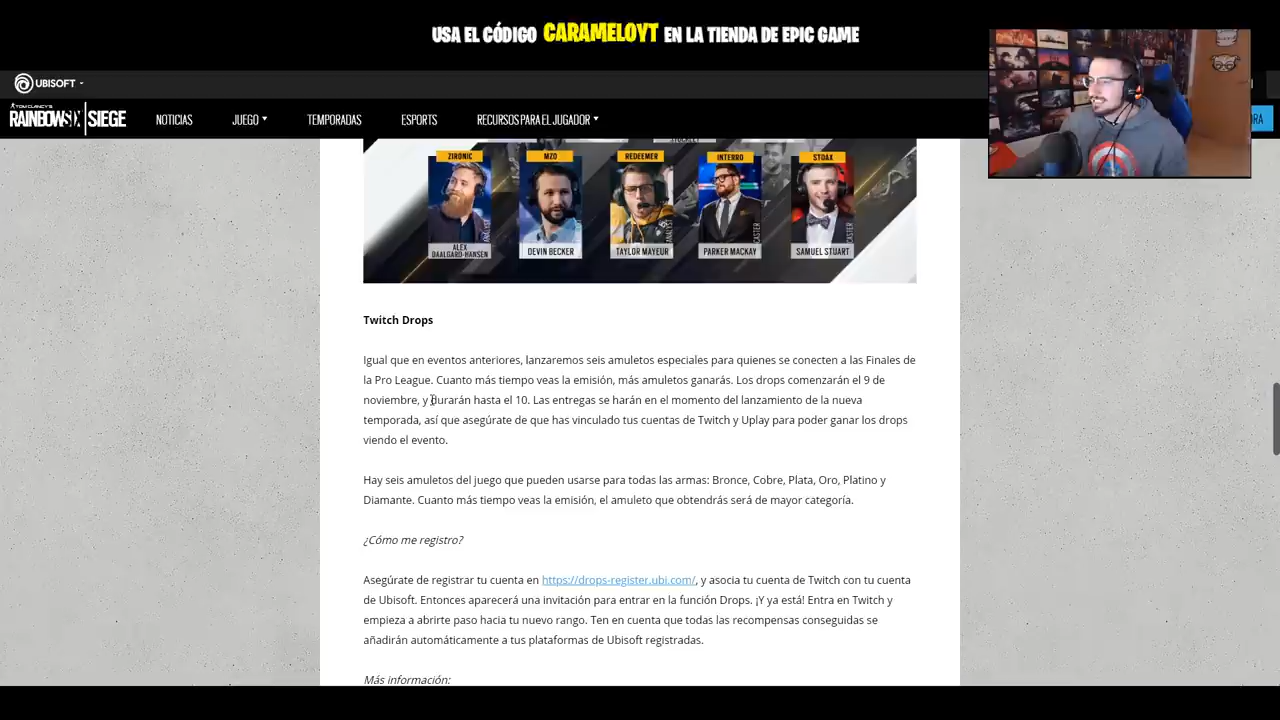 USA EL CÓDIGO CARAMELOYT EN LA TIENDA DE EPIC GAME
UBISOFT
TOM CLANCY'S
RAINBOW SIX | SIEGE
NOTICIAS JUEGO TEMPORADAS ESPORTS RECURSOS PARA EL JUGADOR
ZIRONIC MZO REDEEMER INTERRO STOAX
ALEX DAALGARD-HANSEN DEVIN BECKER TAYLOR MAYEUR PARKER MACKAY SAMUEL STUART
Twitch Drops
Igual que en eventos anteriores, lanzaremos seis amuletos especiales para quienes se conecten a las Finales de
la Pro League. Cuanto más tiempo veas la emisión, más amuletos ganarás. Los drops comenzarán el 9 de
noviembre, y durarán hasta el 10. Las entregas se harán en el momento del lanzamiento de la nueva
temporada, así que asegúrate de que has vinculado tus cuentas de Twitch y Uplay para poder ganar los drops
viendo el evento.
Hay seis amuletos del juego que pueden usarse para todas las armas: Bronce, Cobre, Plata, Oro, Platino y
Diamante. Cuanto más tiempo veas la emisión, el amuleto que obtendrás será de mayor categoría.
¿Cómo me registro?
Asegúrate de registrar tu cuenta en https://drops-register.ubi.com/, y asocia tu cuenta de Twitch con tu cuenta
de Ubisoft. Entonces aparecerá una invitación para entrar en la función Drops. ¡Y ya está! Entra en Twitch y
empieza a abrirte paso hacia tu nuevo rango. Ten en cuenta que todas las recompensas conseguidas se
añadirán automáticamente a tus plataformas de Ubisoft registradas.
Más información: